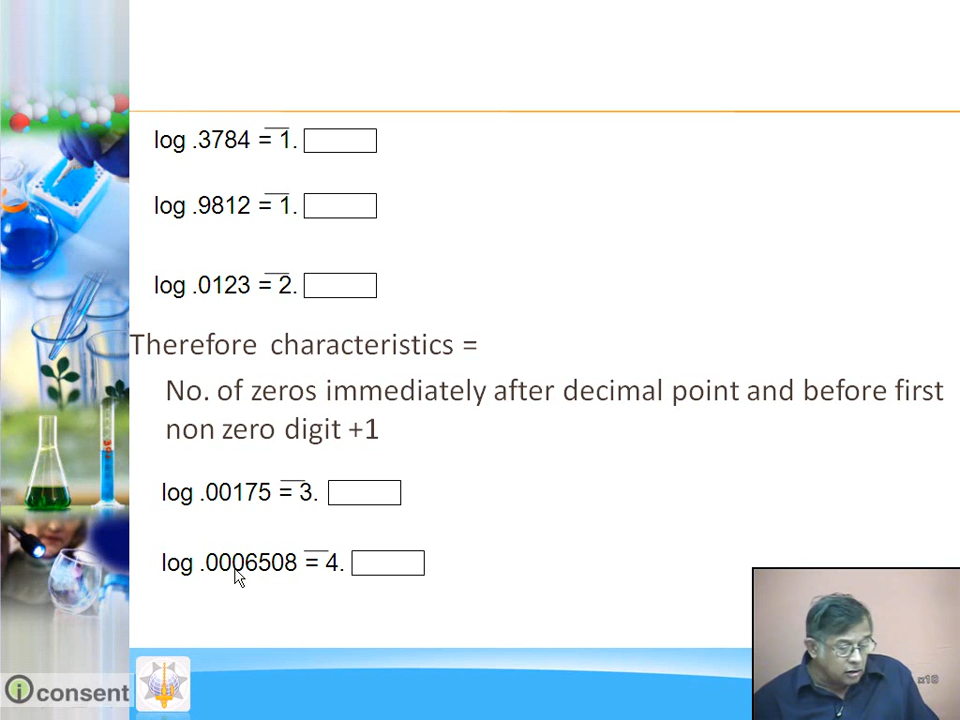 log .3784 = 1̅.
log .9812 = 1̅.
log .0123 = 2̅.
Therefore characteristics =
No. of zeros immediately after decimal point and before first
non zero digit +1
log .00175 = 3̅.
log .0006508 = 4̅.
i consent